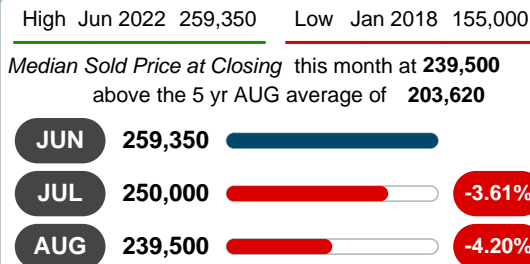 High Jun 2022 259,350 Low Jan 2018 155,000
Median Sold Price at Closing this month at 239,500
above the 5 yr AUG average of 203,620
JUN 259,350
JUL 250,000 -3.61%
AUG 239,500 -4.20%